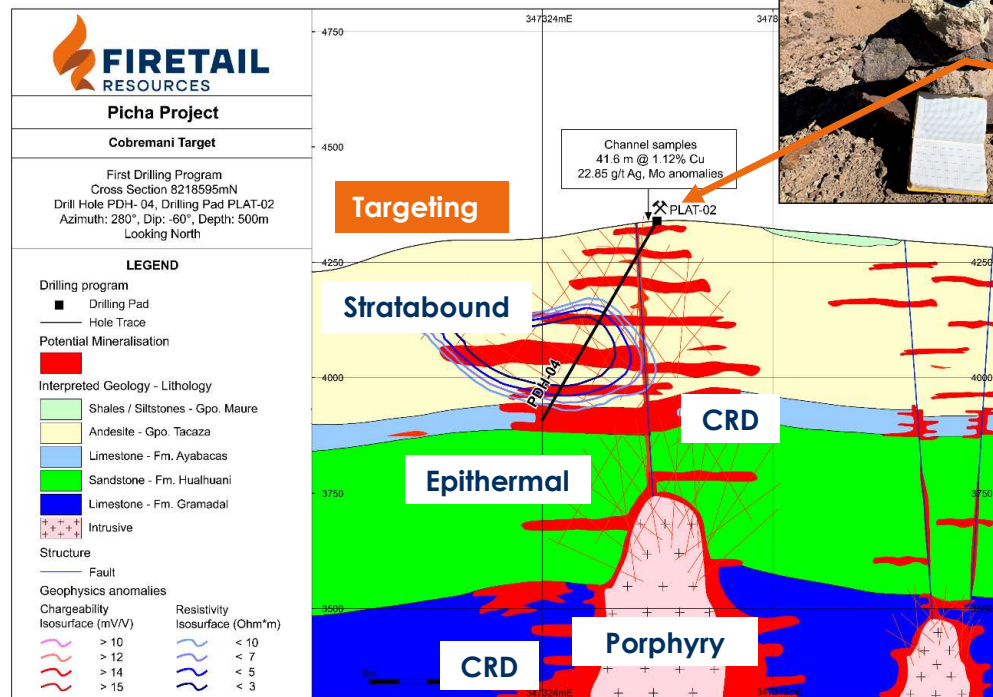 FIRETAIL
RESOURCES
Picha Project
Cobremani Target
First Drilling Program
Cross Section 8218595mN
Drill Hole PDH- 04, Drilling Pad PLAT-02
Azimuth: 280°, Dip: -60°, Depth: 500m
Looking North
LEGEND
Drilling program
Drilling Pad
Hole Trace
Potential Mineralisation
Interpreted Geology - Lithology
Shales / Siltstones - Gpo. Maure
Andesite - Gpo. Tacaza
Limestone - Fm. Ayabacas
Sandstone - Fm. Hualhuani
Limestone - Fm. Gramadal
Intrusive
Structure
Fault
Geophysics anomalies
Chargeability
Isosurface (mV/V)
> 10
> 12
> 14
> 15
Resistivity
Isosurface (Ohm*m)
< 10
< 7
< 5
< 3
347324mE
4750
4500
Channel samples
41.6 m @ 1.12% Cu
22.85 g/t Ag, Mo anomalies
PLAT-02
Targeting
4250
4250
Stratabound
4000
4000
PDH-04
CRD
Epithermal
3750
3750
3500
3500
Porphyry
CRD
347324mE